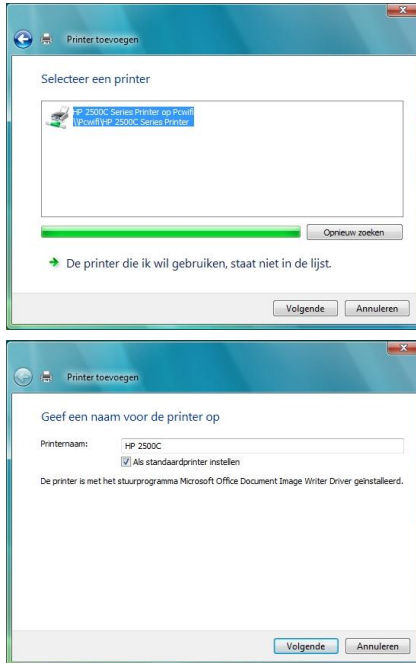 Printer toevoegen
Selecteer een printer
HP 2500C Series Printer op Pcwifi
\\Pcwifi\HP 2500C Series Printer
Opnieuw zoeken
De printer die ik wil gebruiken, staat niet in de lijst.
Volgende Annuleren
Printer toevoegen
Geef een naam voor de printer op
Printernaam: HP 2500C
Als standaardprinter instellen
De printer is met het stuurprogramma Microsoft Office Document Image Writer Driver geïnstalleerd.
Volgende Annuleren